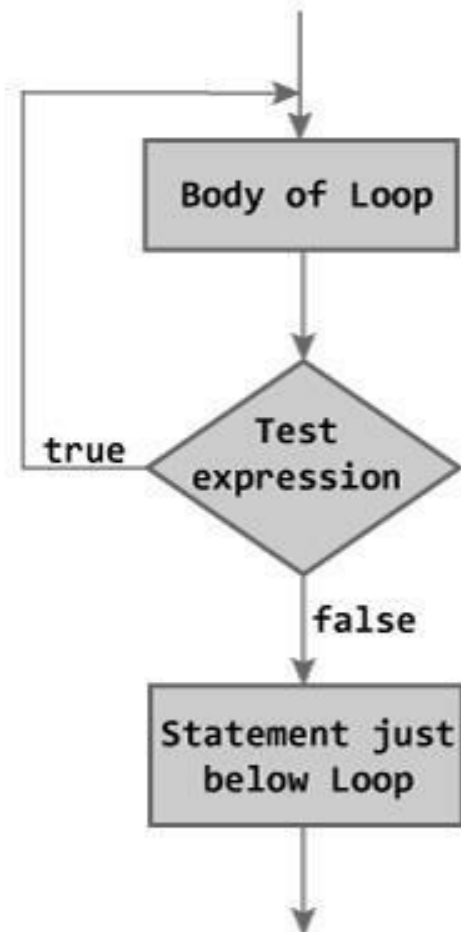 Body of Loop
Test
expression
true
false
Statement just
below Loop